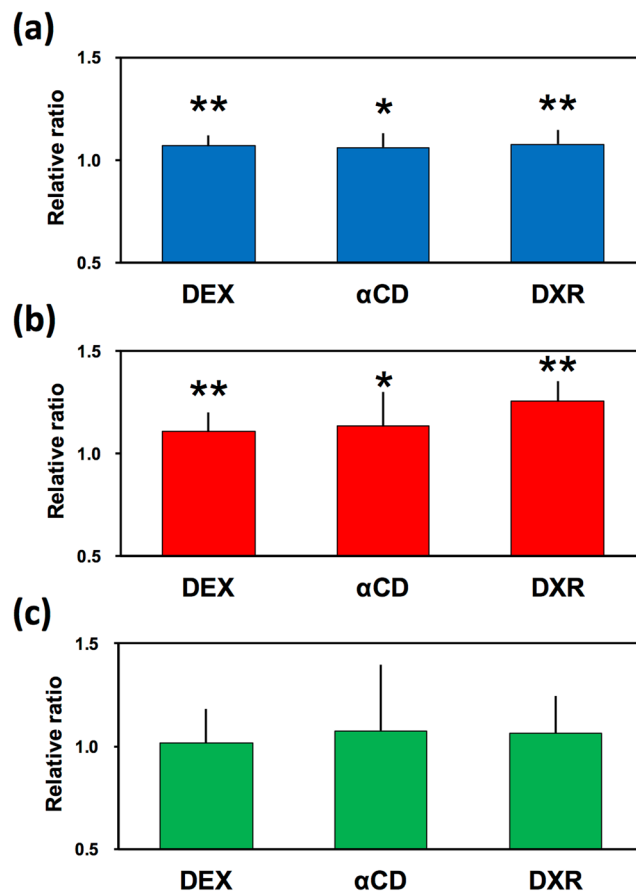 (a)
Relative ratio
1.5
1.0
0.5
** * **
DEX αCD DXR
(b)
Relative ratio
1.5
1.0
0.5
** * **
DEX αCD DXR
(c)
Relative ratio
1.5
1.0
0.5
DEX αCD DXR